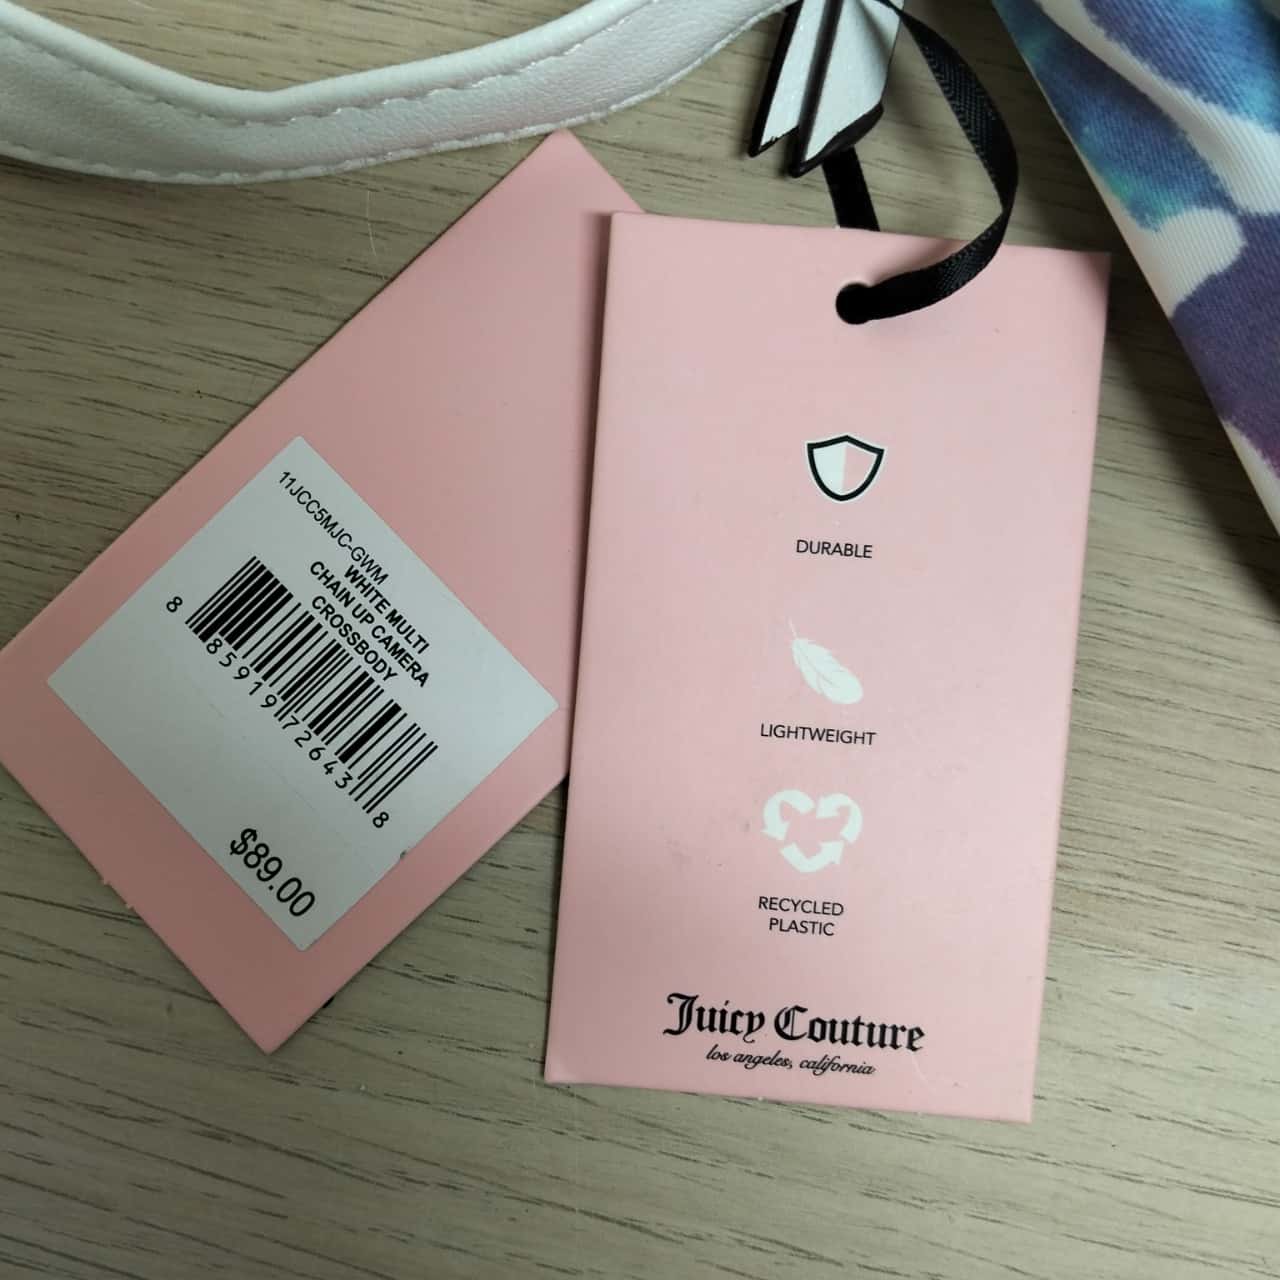 11JCC5MJC-GWM
WHITE MULTI
CHAIN UP CAMERA
CROSSBODY
8 85919 72643 8
$89.00
DURABLE
LIGHTWEIGHT
RECYCLED
PLASTIC
Juicy Couture
los angeles, california